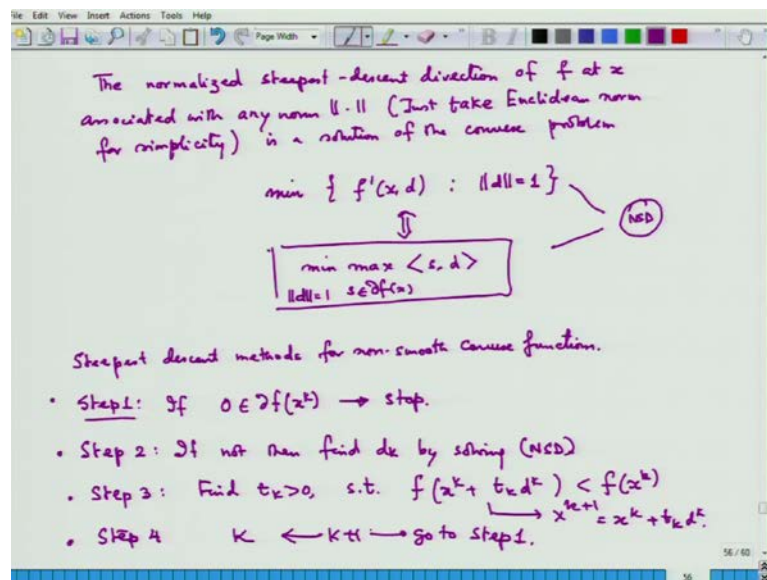 File Edit View Insert Actions Tools Help
Page Width
The normalized steepest-descent direction of f at x
associated with any norm ||·|| (Just take Euclidean norm
for simplicity) is a solution of the convex problem
min { f'(x, d) : ||d||=1 }
NSD
⇕
min max <s, d>
||d||=1 s∈∂f(x)
Steepest descent methods for non-smooth convex function.
• Step1: If 0 ∈ ∂f(x^k) → stop.
• Step 2: If not then find dk by solving (NSD)
• Step 3: Find t_k>0, s.t. f(x^k + t_k d^k) < f(x^k)
→ x^{k+1} = x^k + t_k d^k.
• Step 4 K ← k+1 → go to Step 1.
56 / 60
56